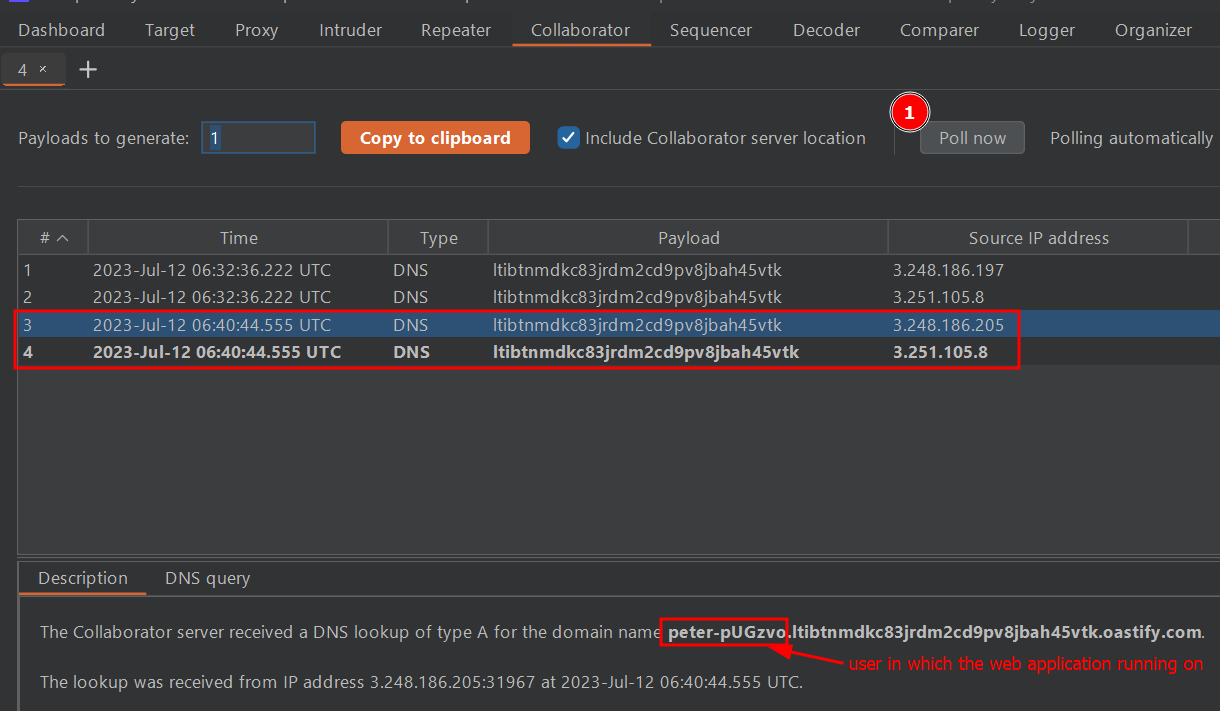 Dashboard Target Proxy Intruder Repeater Collaborator Sequencer Decoder Comparer Logger Organizer
4 × +
1
Payloads to generate: 1 Copy to clipboard Include Collaborator server location Poll now Polling automatically
# Time Type Payload Source IP address
1 2023-Jul-12 06:32:36.222 UTC DNS ltibtnmdkc83jrdm2cd9pv8jbah45vtk 3.248.186.197
2 2023-Jul-12 06:32:36.222 UTC DNS ltibtnmdkc83jrdm2cd9pv8jbah45vtk 3.251.105.8
3 2023-Jul-12 06:40:44.555 UTC DNS ltibtnmdkc83jrdm2cd9pv8jbah45vtk 3.248.186.205
4 2023-Jul-12 06:40:44.555 UTC DNS ltibtnmdkc83jrdm2cd9pv8jbah45vtk 3.251.105.8
Description DNS query
The Collaborator server received a DNS lookup of type A for the domain name peter-pUGzvo.ltibtnmdkc83jrdm2cd9pv8jbah45vtk.oastify.com.
user in which the web application running on
The lookup was received from IP address 3.248.186.205:31967 at 2023-Jul-12 06:40:44.555 UTC.